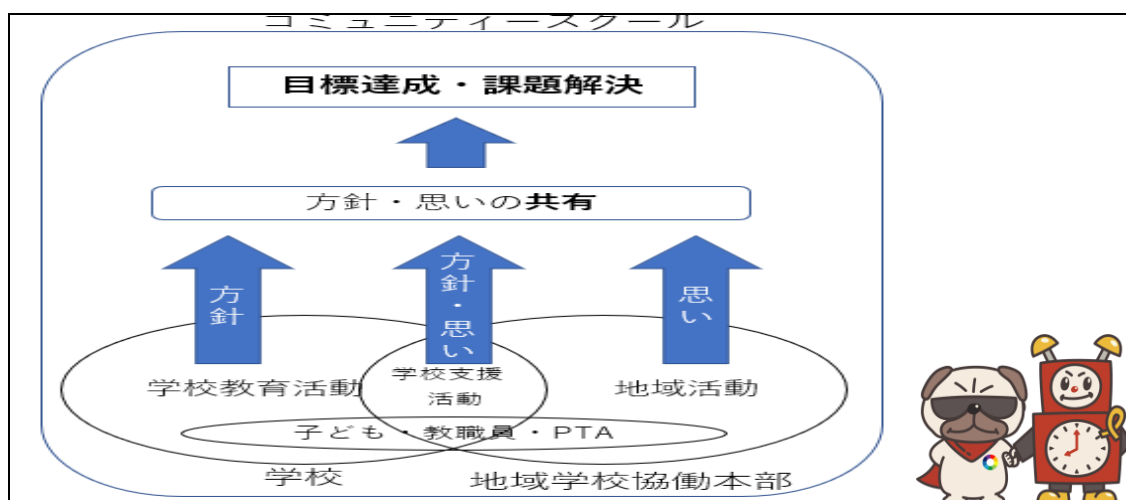 コミュニティースクール
目標達成・課題解決
方針・思いの共有
方針
方針・思い
思い
学校教育活動
学校支援
活動
地域活動
子ども・教職員・PTA
学校
地域学校協働本部